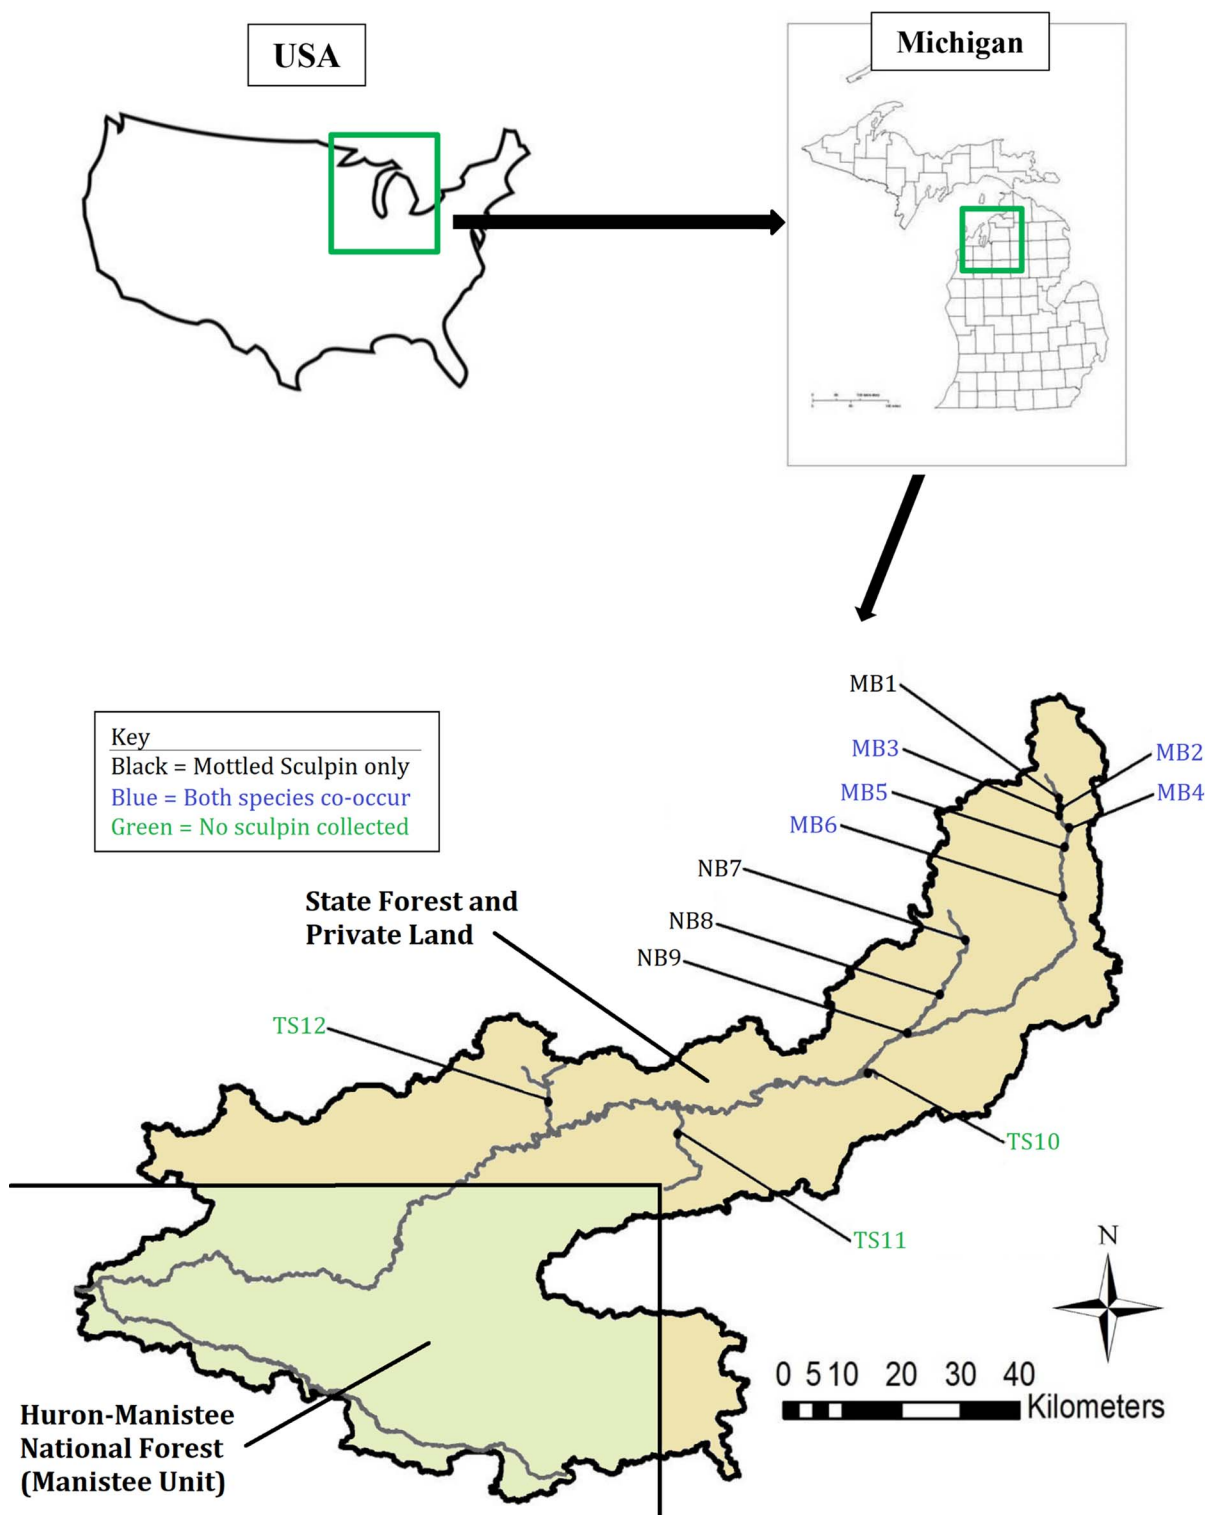 USA
Michigan
Key
Black = Mottled Sculpin only
Blue = Both species co-occur
Green = No sculpin collected
MB1
MB3
MB2
MB5
MB4
MB6
NB7
NB8
NB9
State Forest and
Private Land
TS12
TS10
TS11
N
0 5 10 20 30 40
Kilometers
Huron-Manistee
National Forest
(Manistee Unit)